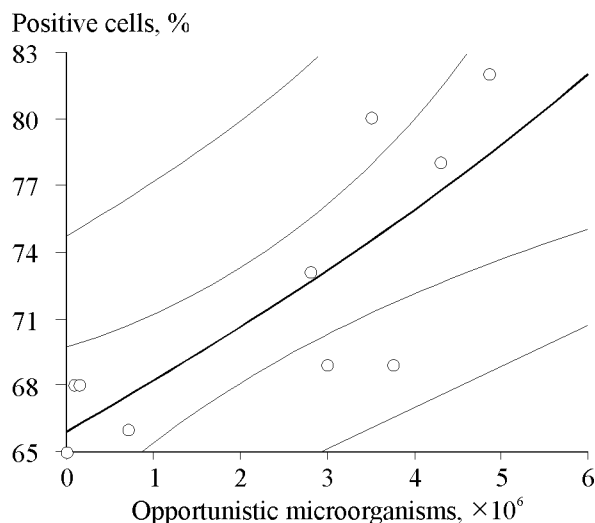 Positive cells, %
83
80
77
74
71
68
65
0 1 2 3 4 5 6
Opportunistic microorganisms, ×10⁶